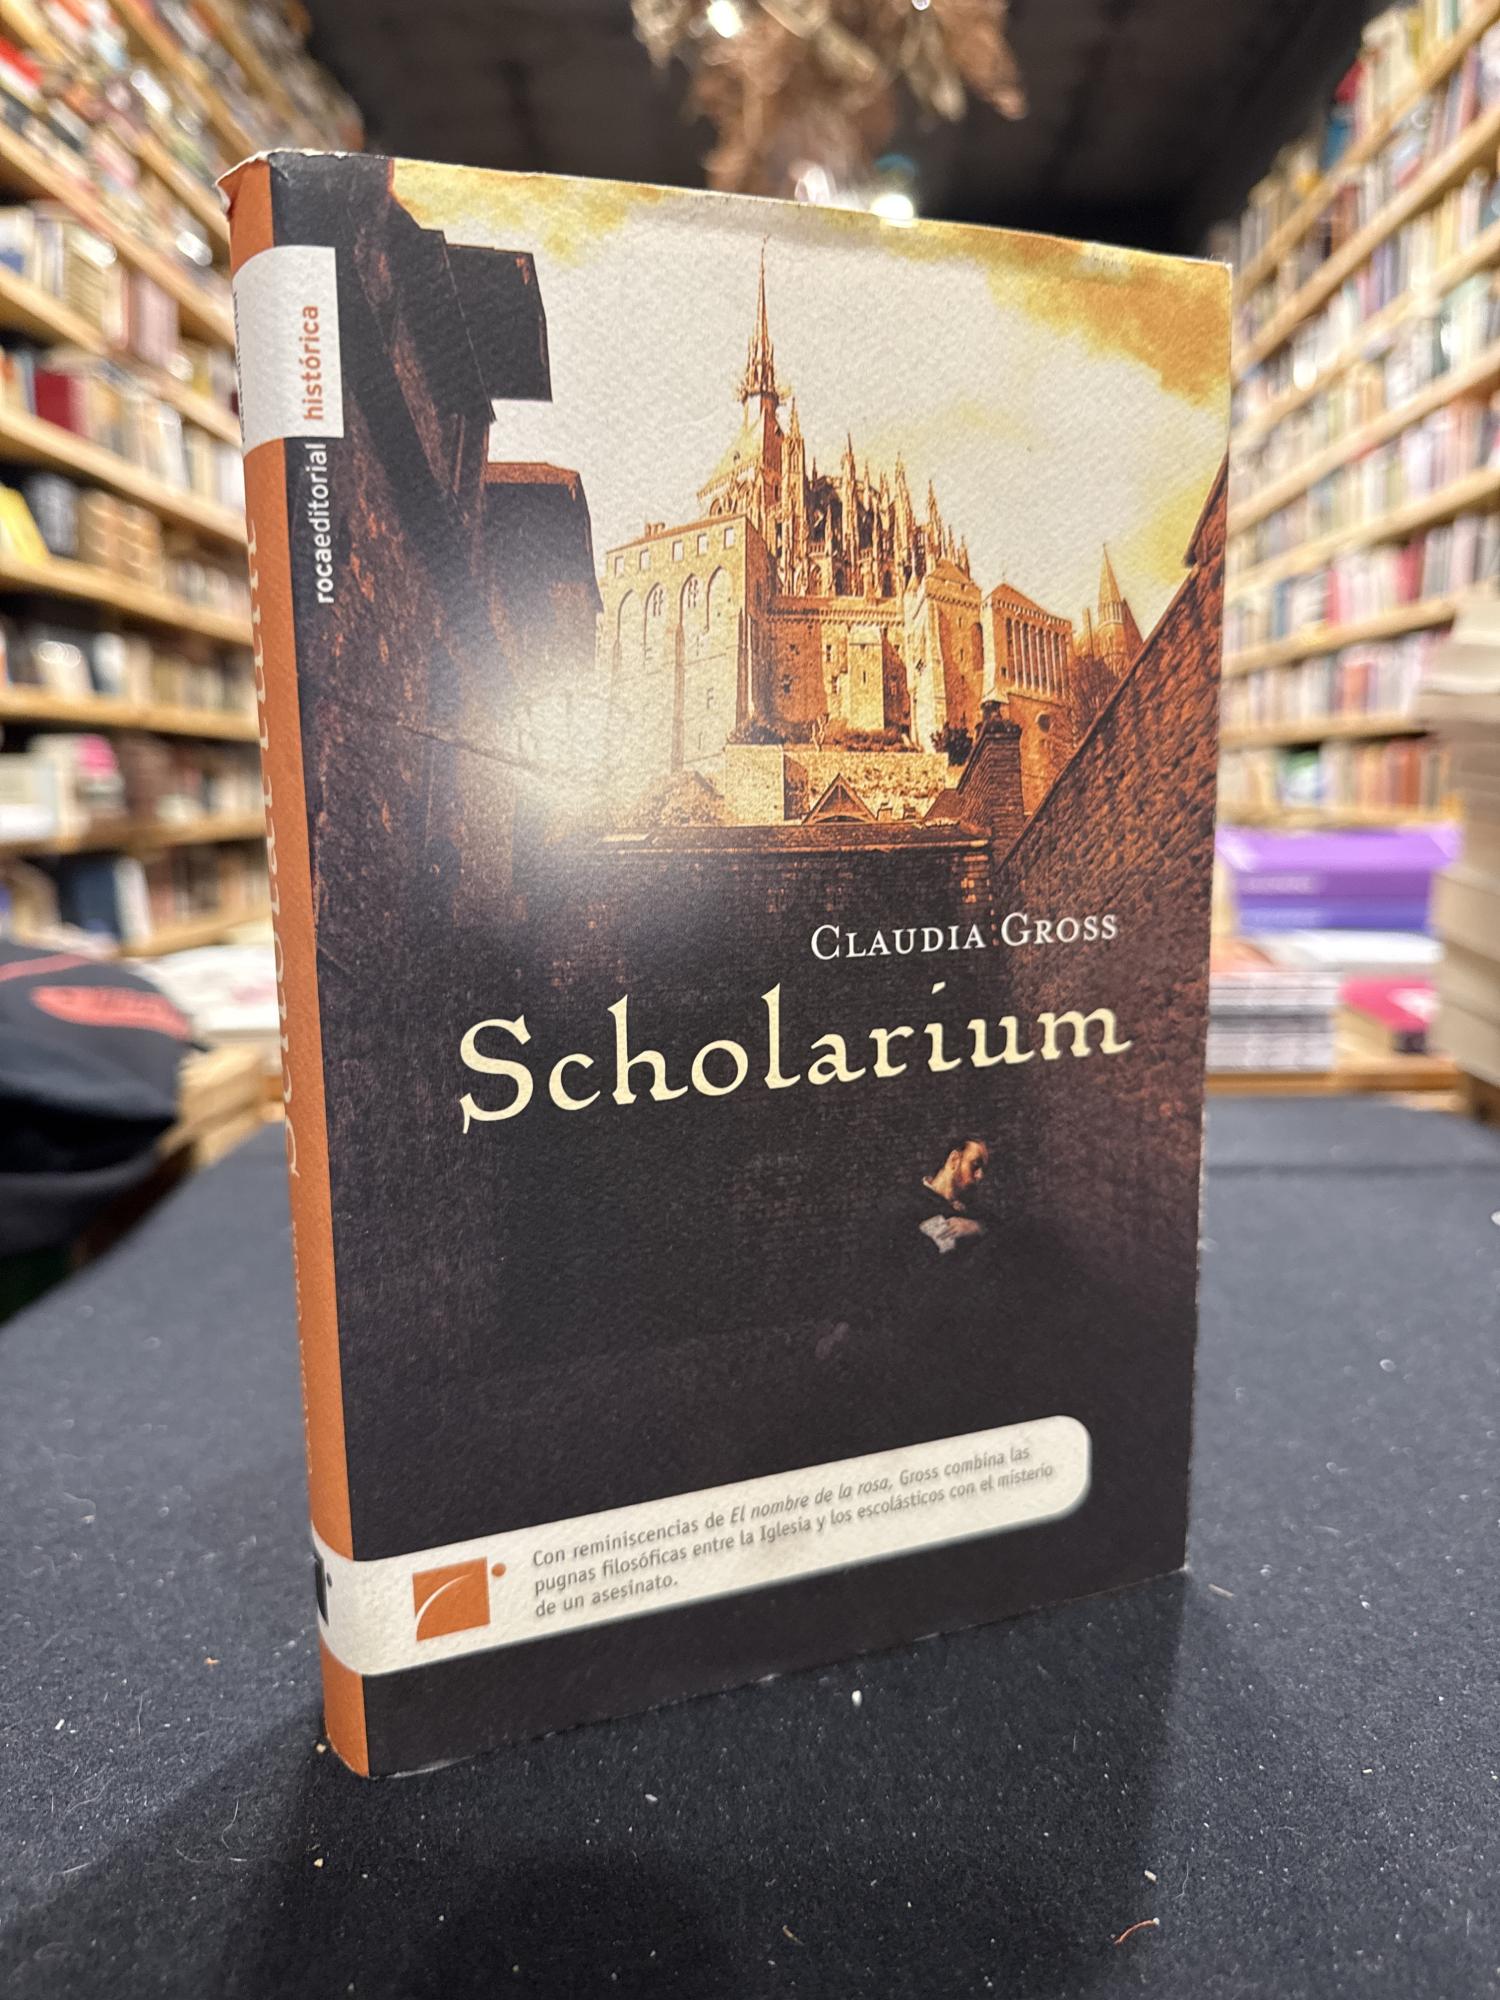 rocaeditorial histórica
CLAUDIA GROSS
Scholarium
Con reminiscencias de El nombre de la rosa, Gross combina las
pugnas filosóficas entre la Iglesia y los escolásticos con el misterio
de un asesinato.
Scholarium